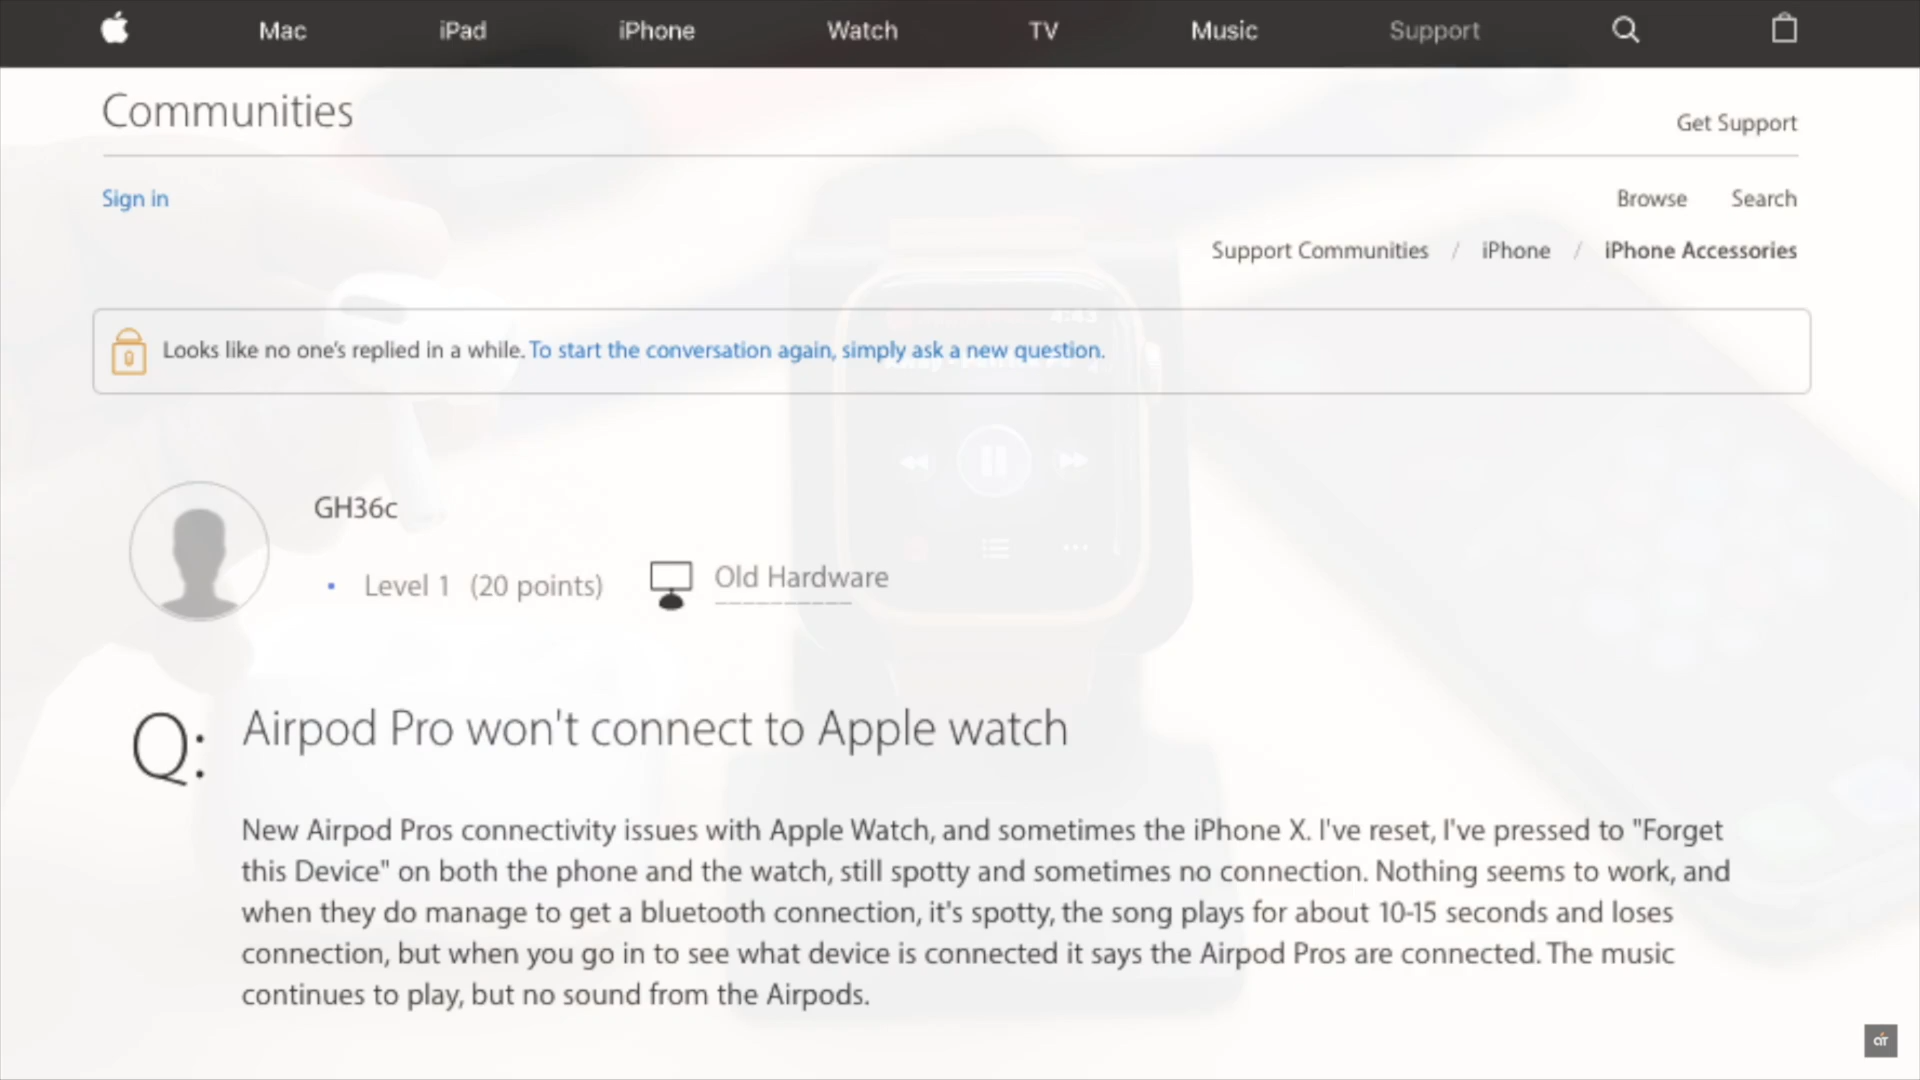 Mac iPad iPhone Watch TV Music Support
Communities
Get Support
Sign in
Browse Search
Support Communities / iPhone / iPhone Accessories
Looks like no one's replied in a while. To start the conversation again, simply ask a new question.
4:43
GH36c
• Level 1 (20 points) Old Hardware
Q: Airpod Pro won't connect to Apple watch
New Airpod Pros connectivity issues with Apple Watch, and sometimes the iPhone X. I've reset, I've pressed to "Forget
this Device" on both the phone and the watch, still spotty and sometimes no connection. Nothing seems to work, and
when they do manage to get a bluetooth connection, it's spotty, the song plays for about 10-15 seconds and loses
connection, but when you go in to see what device is connected it says the Airpod Pros are connected. The music
continues to play, but no sound from the Airpods.